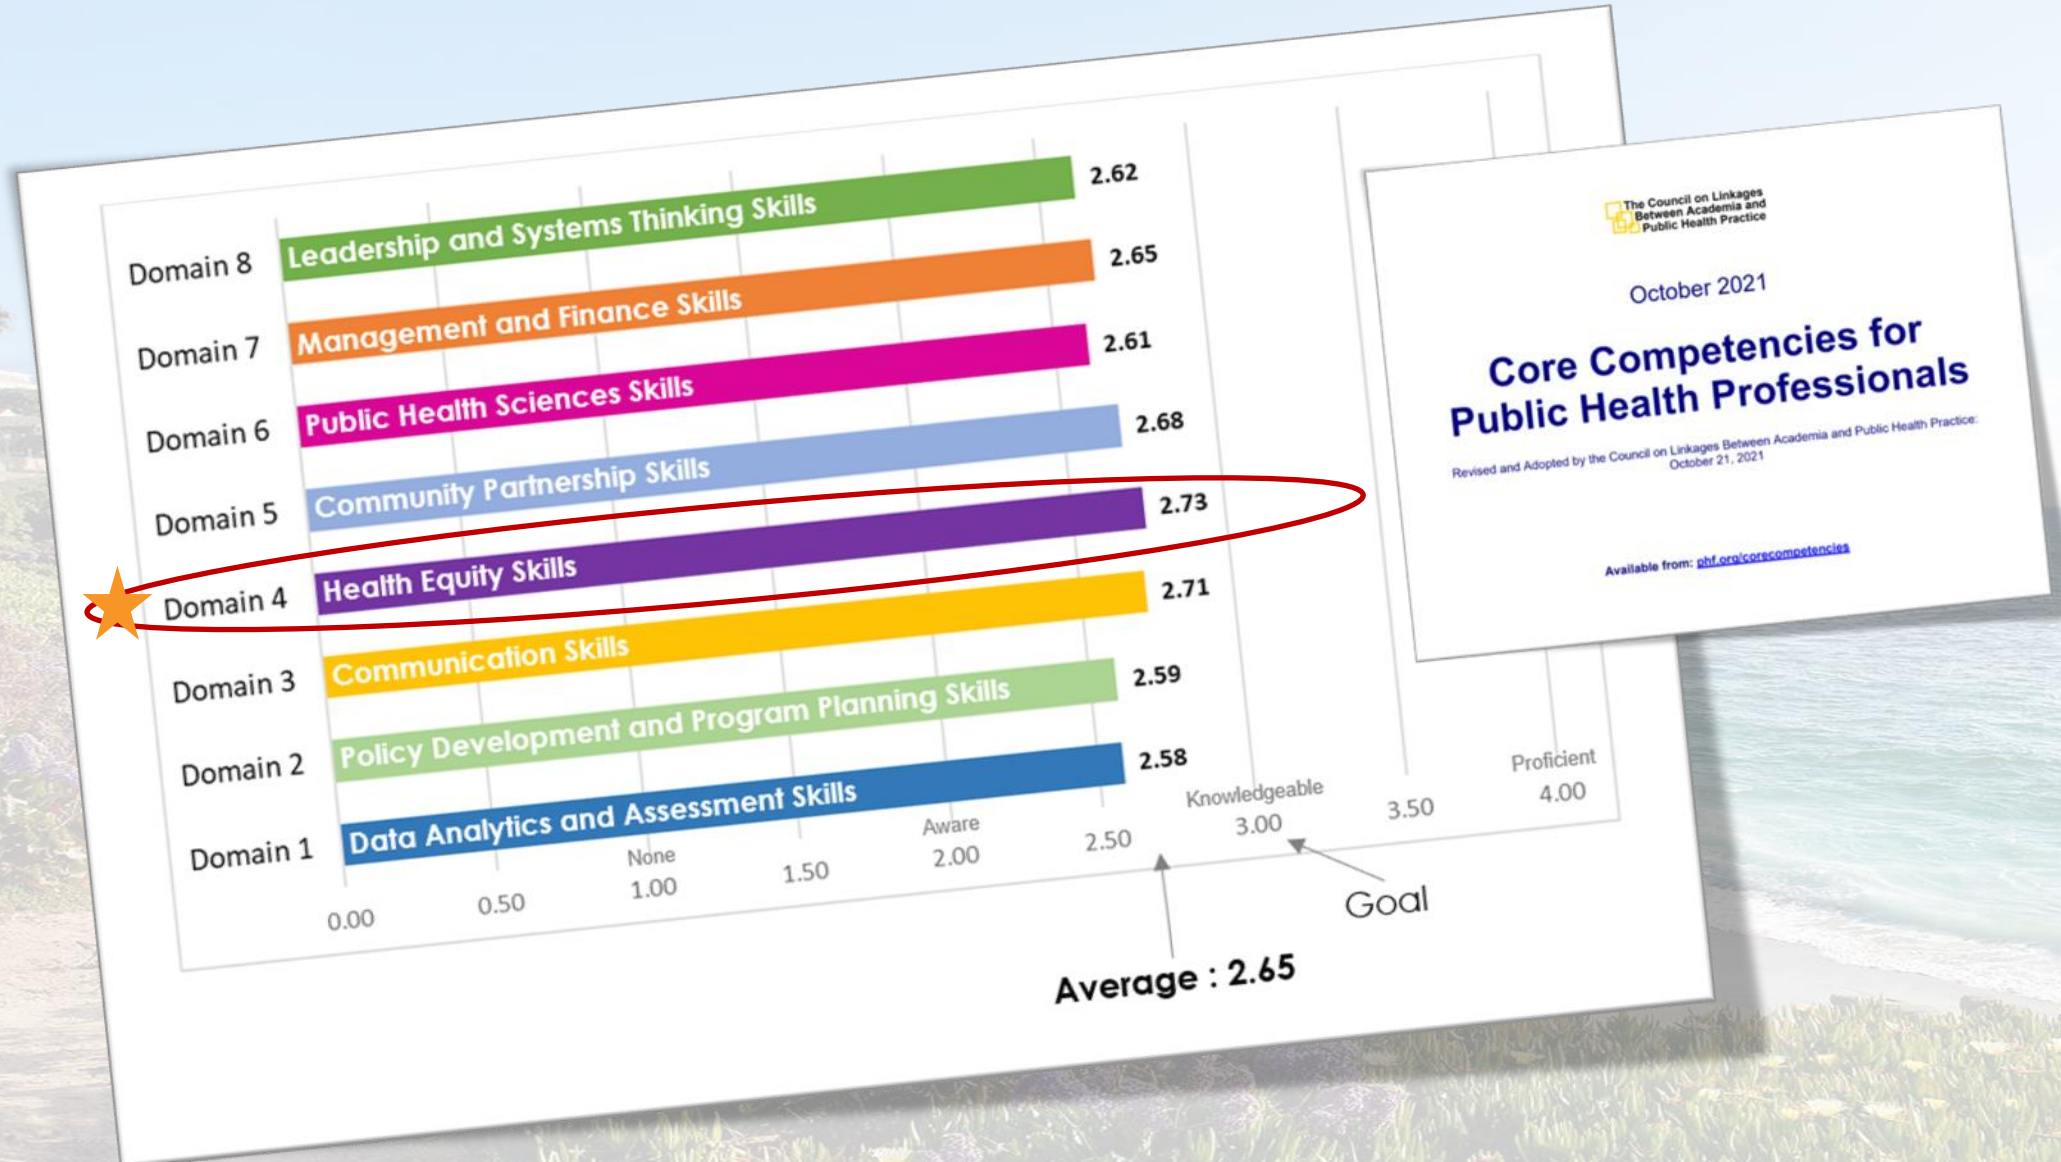 Domain 8
Leadership and Systems Thinking Skills
2.62
Domain 7
Management and Finance Skills
2.65
Domain 6
Public Health Sciences Skills
2.61
Domain 5
Community Partnership Skills
2.68
Domain 4
Health Equity Skills
2.73
Domain 3
Communication Skills
2.71
Domain 2
Policy Development and Program Planning Skills
2.59
Domain 1
Data Analytics and Assessment Skills
2.58
None
Aware
Knowledgeable
Proficient
0.00
0.50
1.00
1.50
2.00
2.50
3.00
3.50
4.00
Goal
Average : 2.65
The Council on Linkages
Between Academia and
Public Health Practice
October 2021
Core Competencies for
Public Health Professionals
Revised and Adopted by the Council on Linkages Between Academia and Public Health Practice:
October 21, 2021
Available from: phf.org/corecompetencies